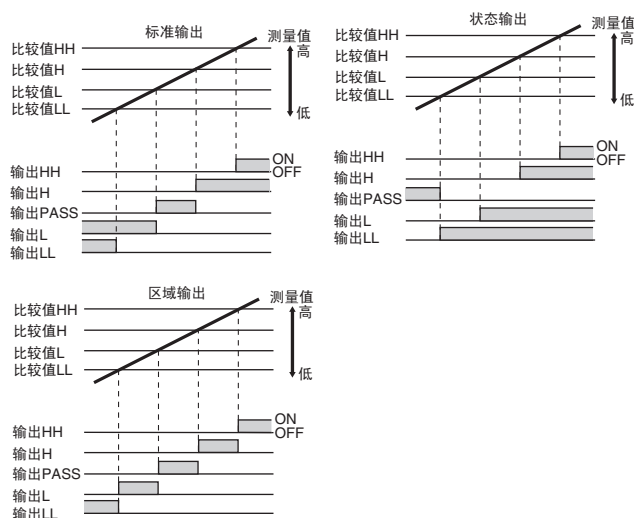 标准输出
测量值
高
比较值HH
比较值H
比较值L
比较值LL
低
ON
OFF
输出HH
输出H
输出PASS
输出L
输出LL
状态输出
测量值
高
比较值HH
比较值H
比较值L
比较值LL
低
ON
OFF
输出HH
输出H
输出PASS
输出L
输出LL
区域输出
测量值
高
比较值HH
比较值H
比较值L
比较值LL
低
ON
OFF
输出HH
输出H
输出PASS
输出L
输出LL